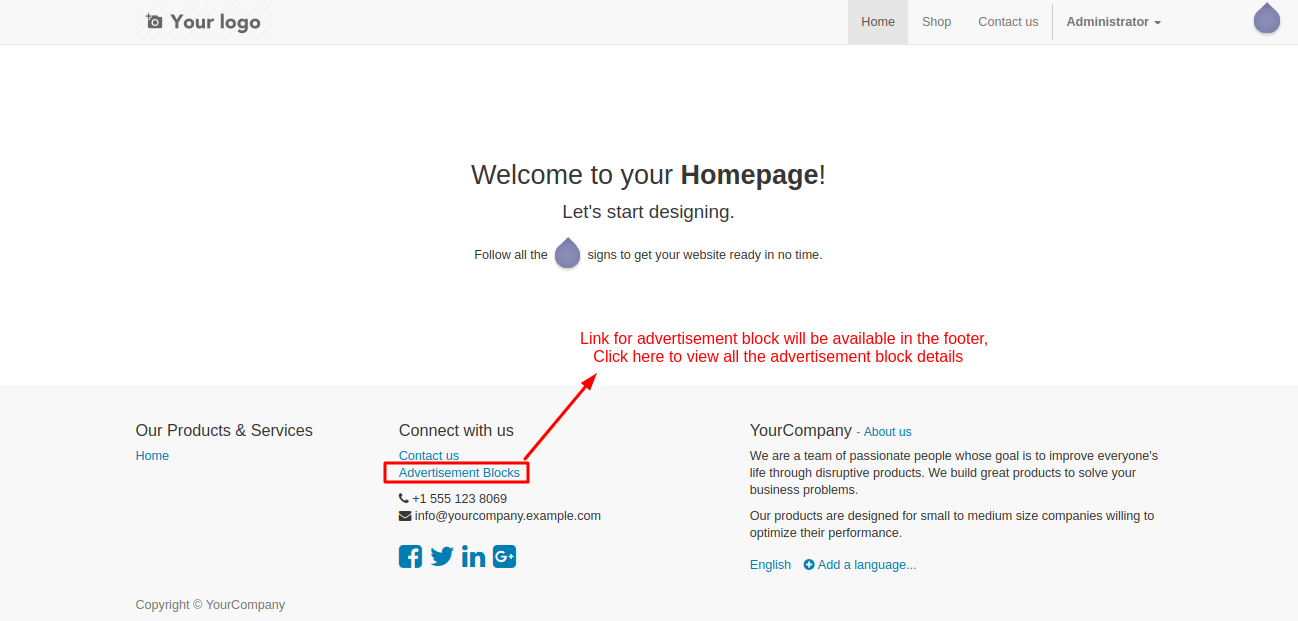 Your logo
Home
Shop
Contact us
Administrator
Welcome to your Homepage!
Let's start designing.
Follow all the signs to get your website ready in no time.
Link for advertisement block will be available in the footer,
Click here to view all the advertisement block details
Our Products & Services
Home
Connect with us
Contact us
Advertisement Blocks
+1 555 123 8069
info@yourcompany.example.com
YourCompany - About us
We are a team of passionate people whose goal is to improve everyone's
life through disruptive products. We build great products to solve your
business problems.
Our products are designed for small to medium size companies willing to
optimize their performance.
English
Add a language...
Copyright © YourCompany